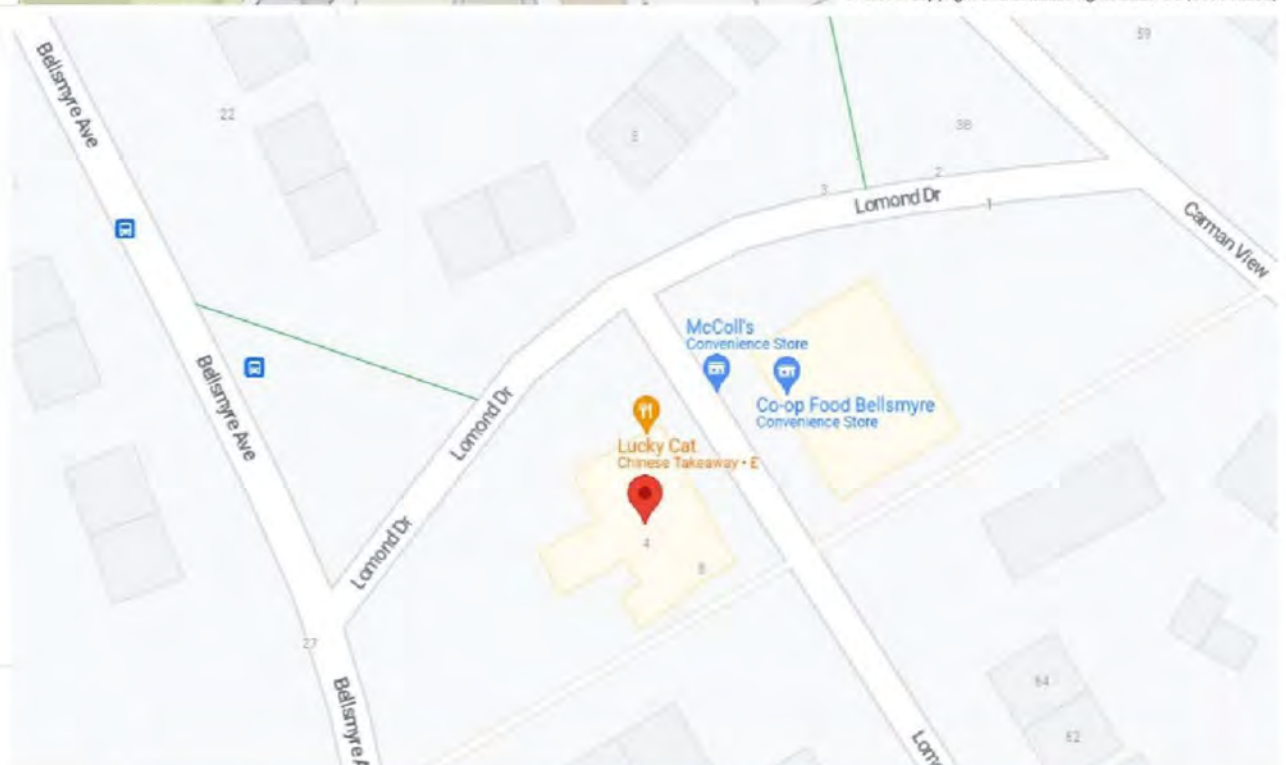 Bellsmyre Ave
59
22
38
2
3
Lomond Dr
1
Carman View
McColl's
Convenience Store
Co-op Food Bellsmyre
Convenience Store
Bellsmyre Ave
Lomond Dr
Lucky Cat
Chinese Takeaway • E
4
8
Lomond Dr
27
Bellsmyre A
64
62
Lomo